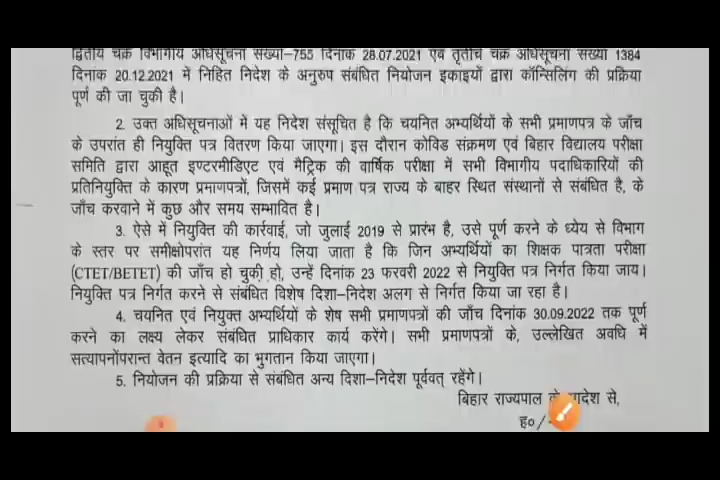 द्वितीय चक्र विभागीय अधिसूचना संख्या–755 दिनांक 28.07.2021 एवं तृतीय चक्र अधिसूचना संख्या 1384
दिनांक 20.12.2021 में निहित निदेश के अनुरुप संबंधित नियोजन इकाइयों द्वारा कॉन्सिलिंग की प्रक्रिया
पूर्ण की जा चुकी है।
2. उक्त अधिसूचनाओं में यह निदेश संसूचित है कि चयनित अभ्यर्थियों के सभी प्रमाणपत्र के जाँच
के उपरांत ही नियुक्ति पत्र वितरण किया जाएगा। इस दौरान कोविड संक्रमण एवं बिहार विद्यालय परीक्षा
समिति द्वारा आहूत इण्टरमीडिएट एवं मैट्रिक की वार्षिक परीक्षा में सभी विभागीय पदाधिकारियों की
प्रतिनियुक्ति के कारण प्रमाणपत्रों, जिसमें कई प्रमाण पत्र राज्य के बाहर स्थित संस्थानों से संबंधित है, के
जाँच करवाने में कुछ और समय सम्भावित है।
3. ऐसे में नियुक्ति की कार्रवाई, जो जुलाई 2019 से प्रारंभ है, उसे पूर्ण करने के ध्येय से विभाग
के स्तर पर समीक्षोपरांत यह निर्णय लिया जाता है कि जिन अभ्यर्थियों का शिक्षक पात्रता परीक्षा
(CTET/BETET) की जाँच हो चुकी हो, उन्हें दिनांक 23 फरवरी 2022 से नियुक्ति पत्र निर्गत किया जाय।
नियुक्ति पत्र निर्गत करने से संबंधित विशेष दिशा–निदेश अलग से निर्गत किया जा रहा है।
4. चयनित एवं नियुक्त अभ्यर्थियों के शेष सभी प्रमाणपत्रों की जाँच दिनांक 30.09.2022 तक पूर्ण
करने का लक्ष्य लेकर संबंधित प्राधिकार कार्य करेंगे। सभी प्रमाणपत्रों के, उल्लेखित अवधि में
सत्यापनोंपरान्त वेतन इत्यादि का भुगतान किया जाएगा।
5. नियोजन की प्रक्रिया से संबंधित अन्य दिशा–निदेश पूर्ववत् रहेंगे।
बिहार राज्यपाल के से,
ह०/-